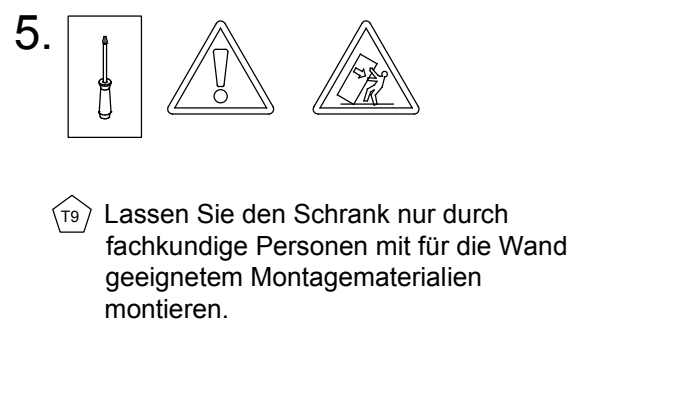 5.
T9 Lassen Sie den Schrank nur durch
fachkundige Personen mit für die Wand
geeignetem Montagematerialien
montieren.